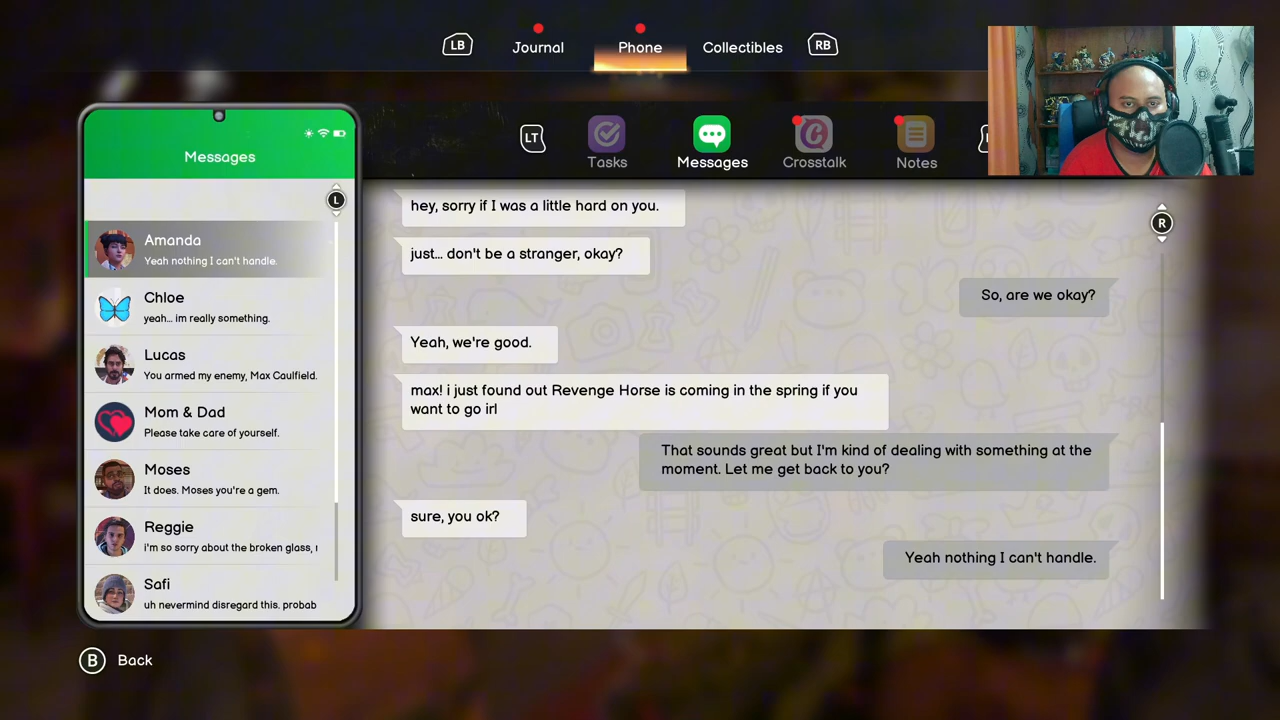 LB
Journal
Phone
Collectibles
RB
LT
Tasks
Messages
Crosstalk
Notes
Messages
L
Amanda
Yeah nothing I can't handle.
Chloe
yeah... im really something.
Lucas
You armed my enemy, Max Caulfield.
Mom & Dad
Please take care of yourself.
Moses
It does. Moses you're a gem.
Reggie
i'm so sorry about the broken glass,
Safi
uh nevermind disregard this. probab
hey, sorry if I was a little hard on you.
just... don't be a stranger, okay?
R
So, are we okay?
Yeah, we're good.
max! i just found out Revenge Horse is coming in the spring if you
want to go irl
That sounds great but I'm kind of dealing with something at the
moment. Let me get back to you?
sure, you ok?
Yeah nothing I can't handle.
B
Back